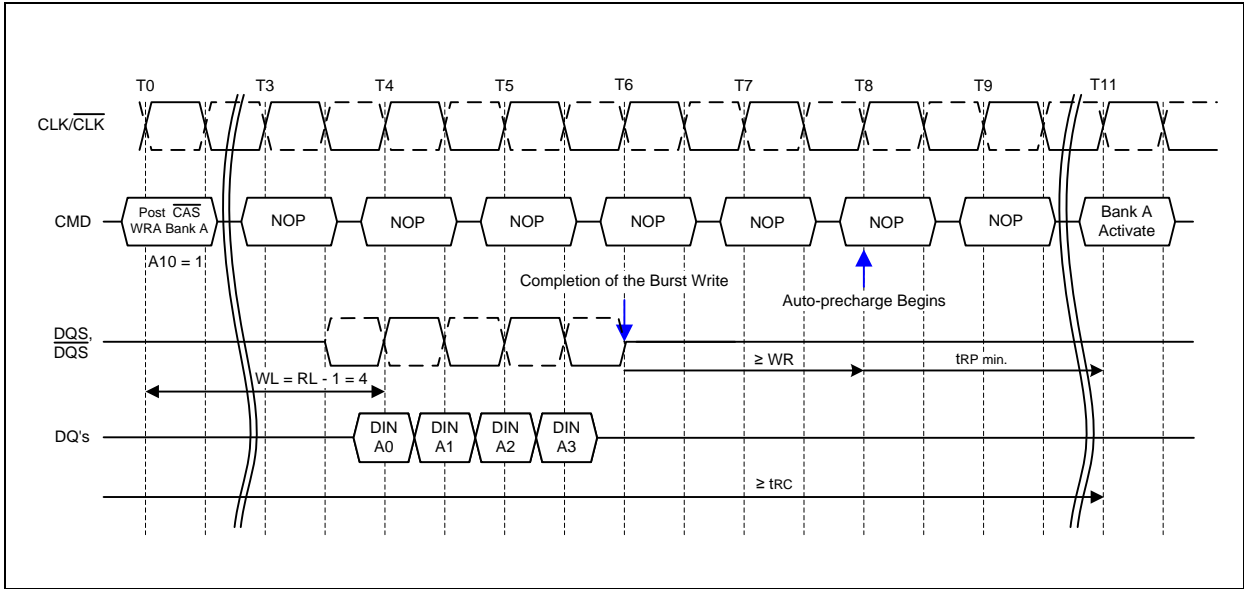 T0 T3 T4 T5 T6 T7 T8 T9 T11
CLK/CLK
CMD
Post CAS
WRA Bank A
NOP NOP NOP NOP NOP NOP NOP
Bank A
Activate
A10 = 1
Completion of the Burst Write
Auto-precharge Begins
DQS,
DQS
≥ WR
tRP min.
WL = RL - 1 = 4
DQ's
DIN
A0
DIN
A1
DIN
A2
DIN
A3
≥ tRC